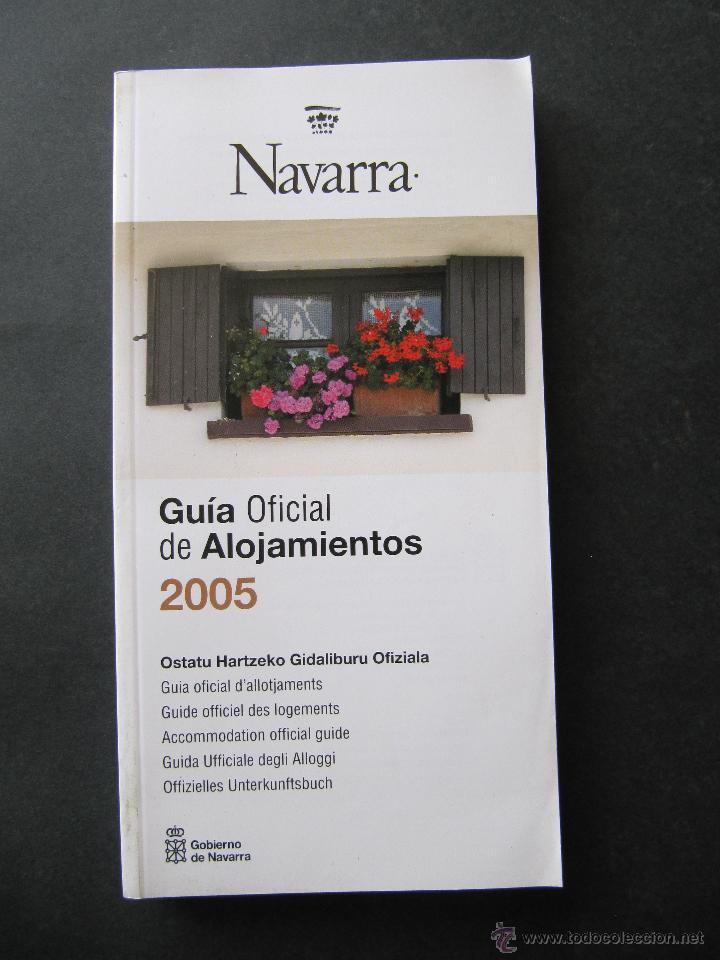 Navarra
Guía Oficial
de Alojamientos
2005
Ostatu Hartzeko Gidaliburu Ofiziala
Guia oficial d'allotjaments
Guide officiel des logements
Accommodation official guide
Guida Ufficiale degli Alloggi
Offizielles Unterkunftsbuch
Gobierno
de Navarra
© www.todocoleccion.net